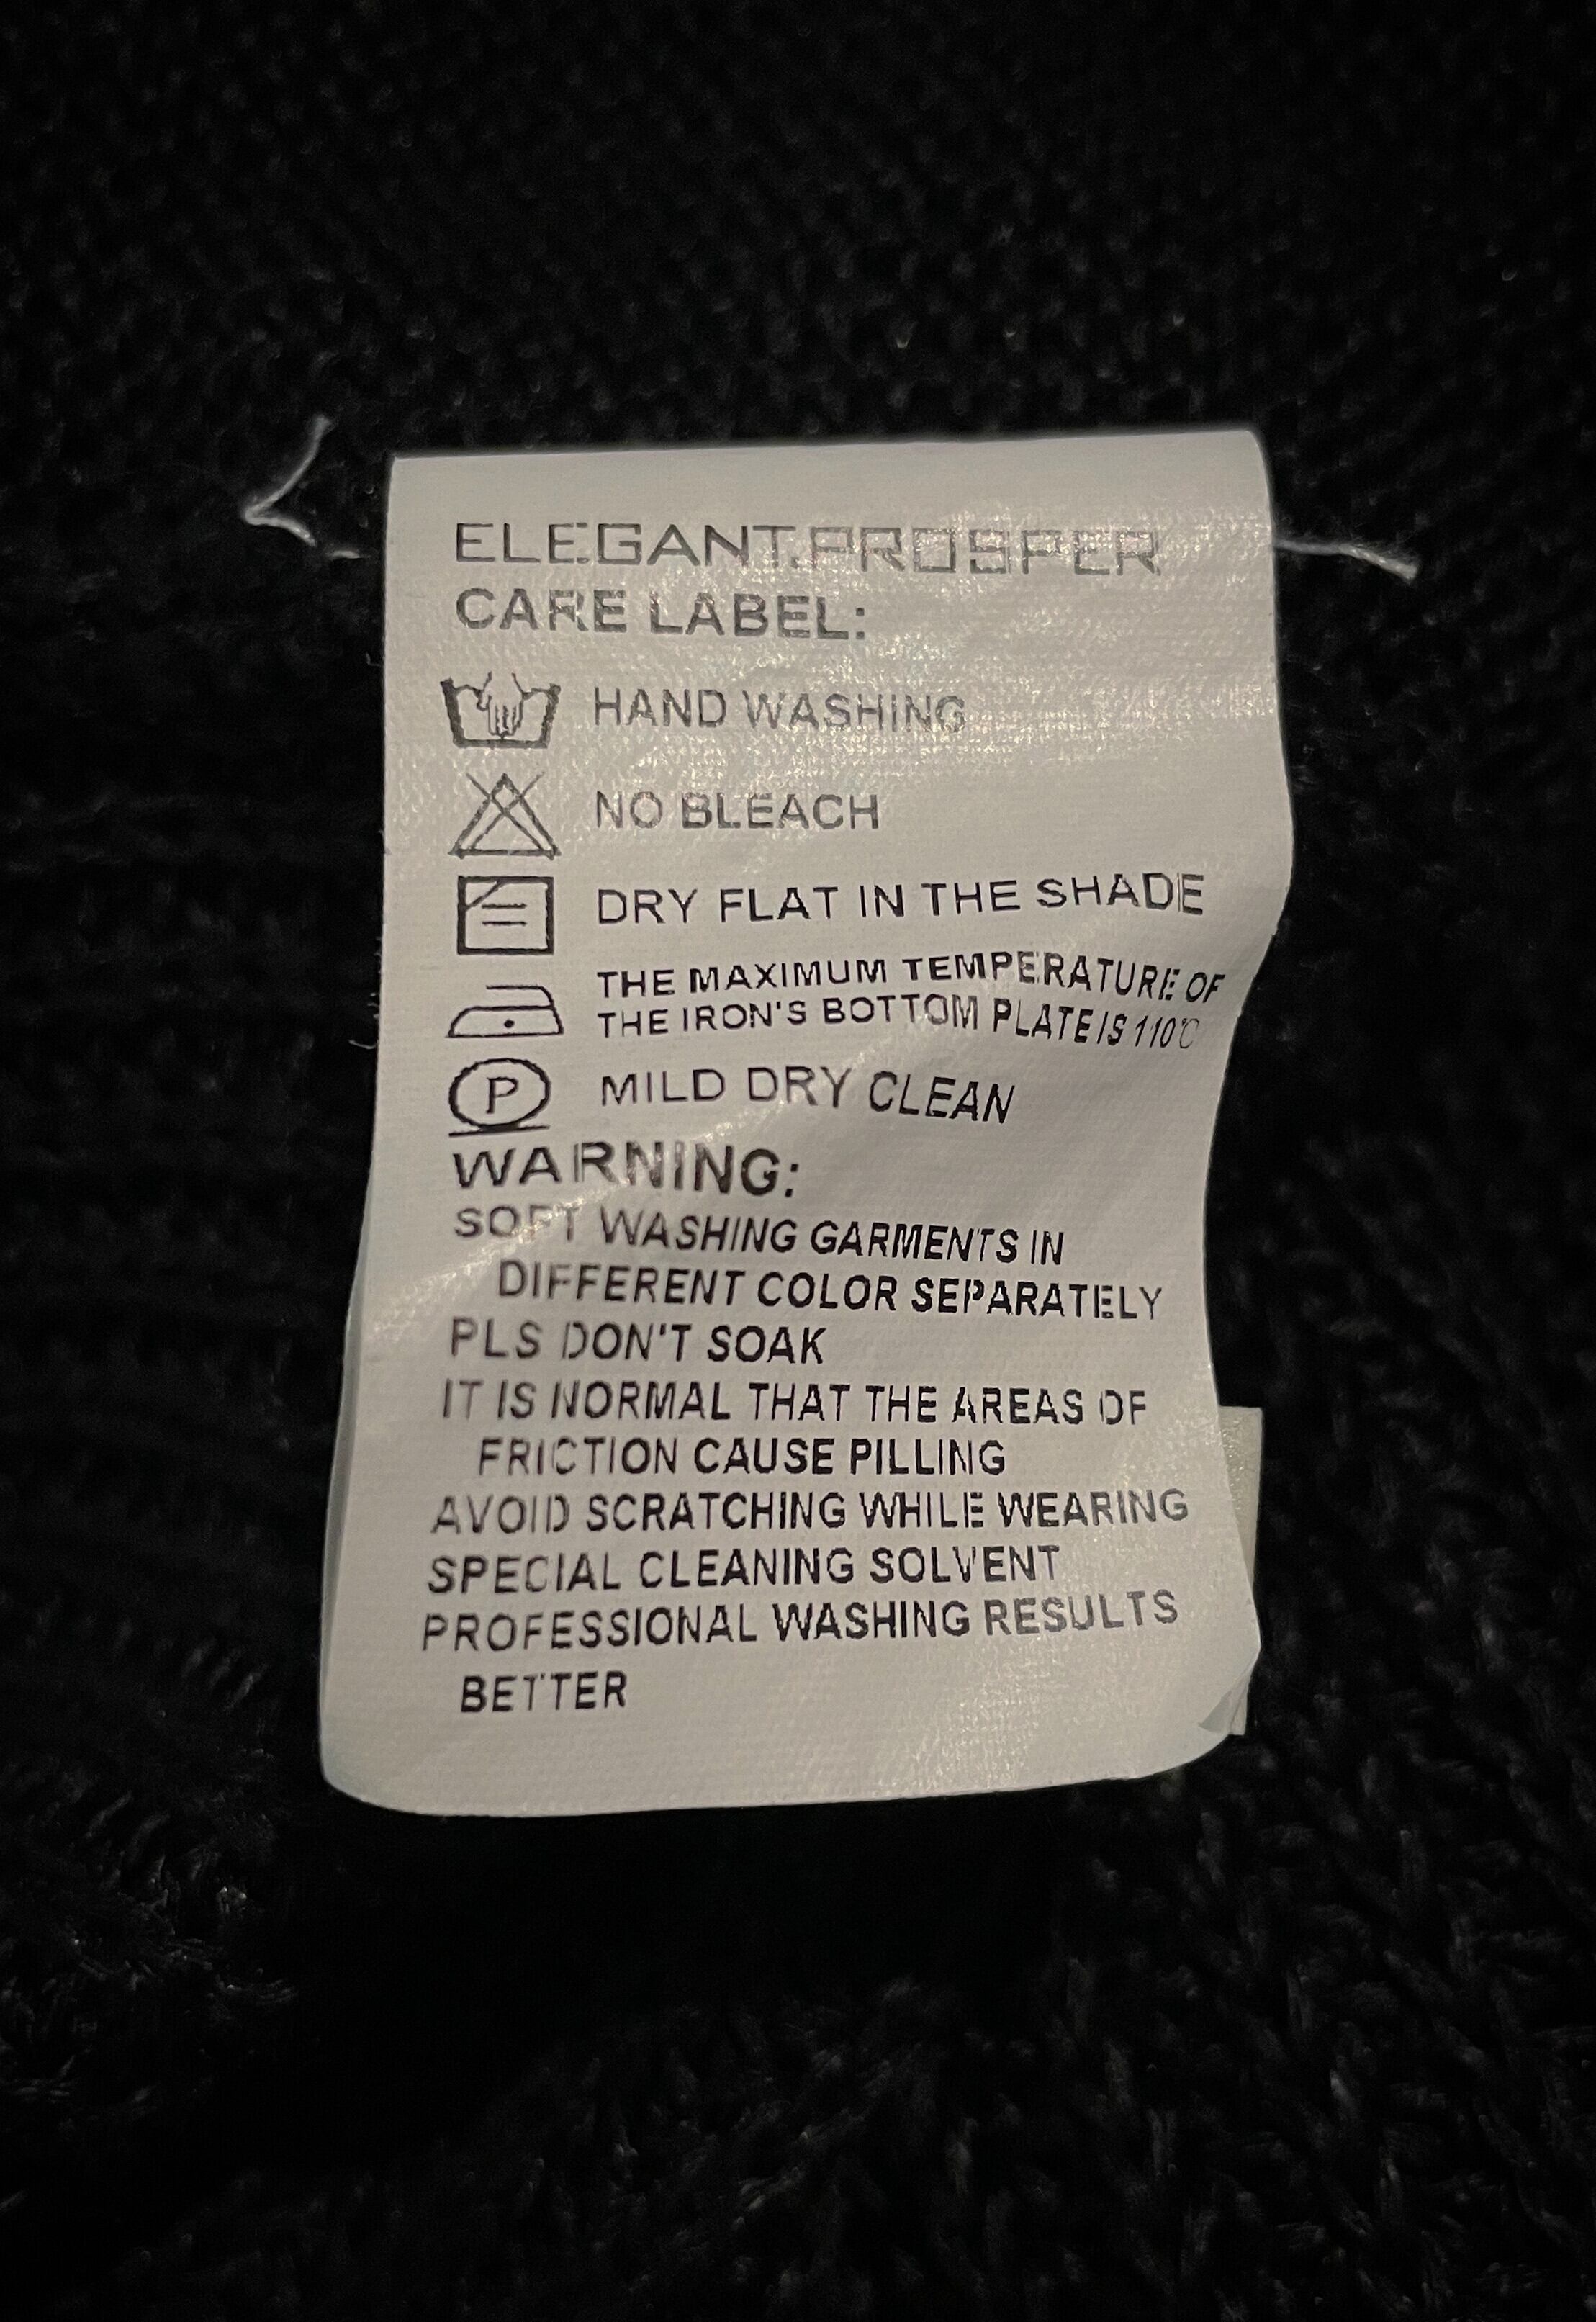 ELEGANT.PROSPER
CARE LABEL:
HAND WASHING
NO BLEACH
DRY FLAT IN THE SHADE
THE MAXIMUM TEMPERATURE OF
THE IRON'S BOTTOM PLATE IS 110℃
P MILD DRY CLEAN
WARNING:
SOFT WASHING GARMENTS IN
DIFFERENT COLOR SEPARATELY
PLS DON'T SOAK
IT IS NORMAL THAT THE AREAS OF
FRICTION CAUSE PILLING
AVOID SCRATCHING WHILE WEARING
SPECIAL CLEANING SOLVENT
PROFESSIONAL WASHING RESULTS
BETTER